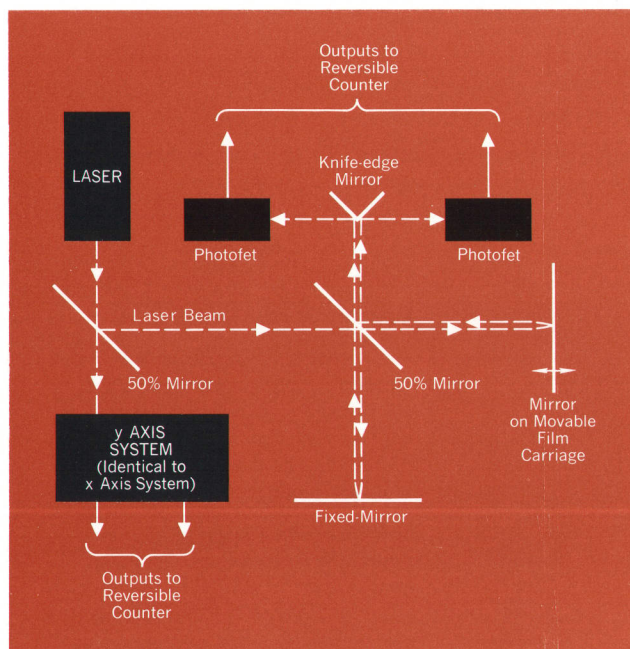 Outputs to
Reversible
Counter
LASER
Knife-edge
Mirror
Photofet
Photofet
Laser Beam
50% Mirror
50% Mirror
Mirror
on Movable
Film
Carriage
y AXIS
SYSTEM
(Identical to
x Axis System)
Fixed-Mirror
Outputs to
Reversible
Counter